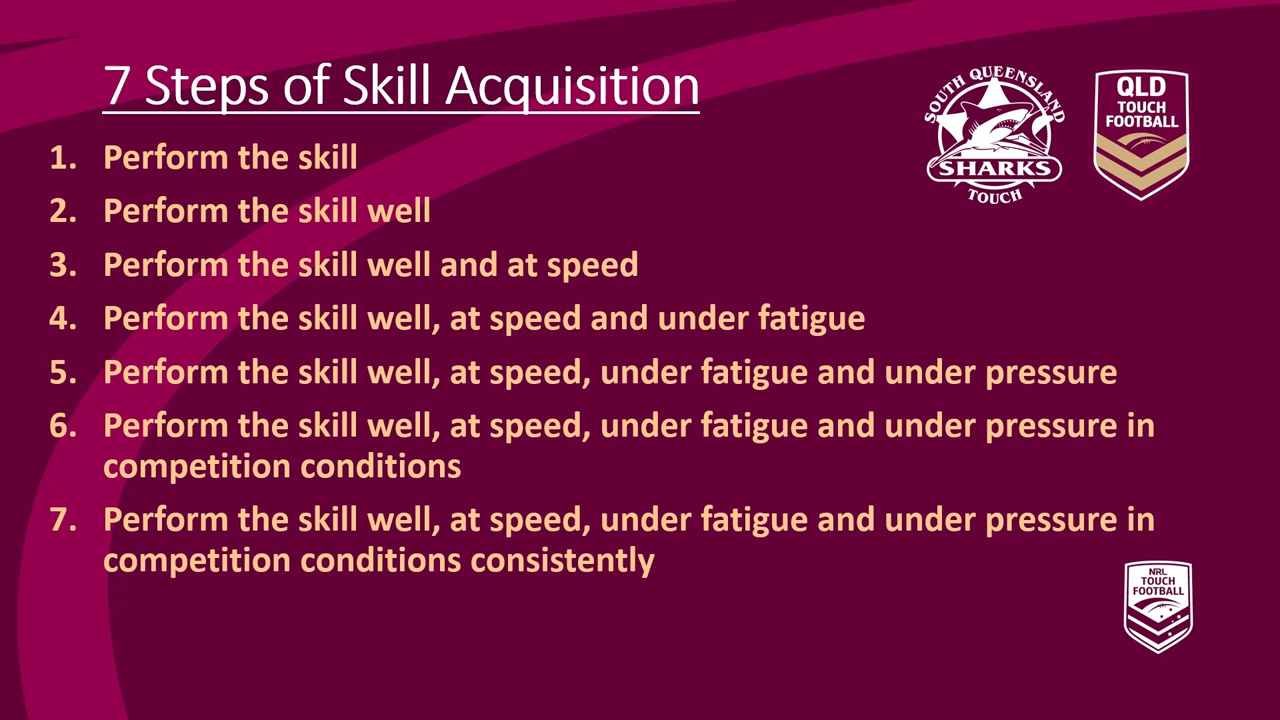 7 Steps of Skill Acquisition
SOUTH QUEENSLAND
SHARKS
TOUCH
QLD
TOUCH
FOOTBALL
1. Perform the skill
2. Perform the skill well
3. Perform the skill well and at speed
4. Perform the skill well, at speed and under fatigue
5. Perform the skill well, at speed, under fatigue and under pressure
6. Perform the skill well, at speed, under fatigue and under pressure in
competition conditions
7. Perform the skill well, at speed, under fatigue and under pressure in
competition conditions consistently
NRL
TOUCH
FOOTBALL